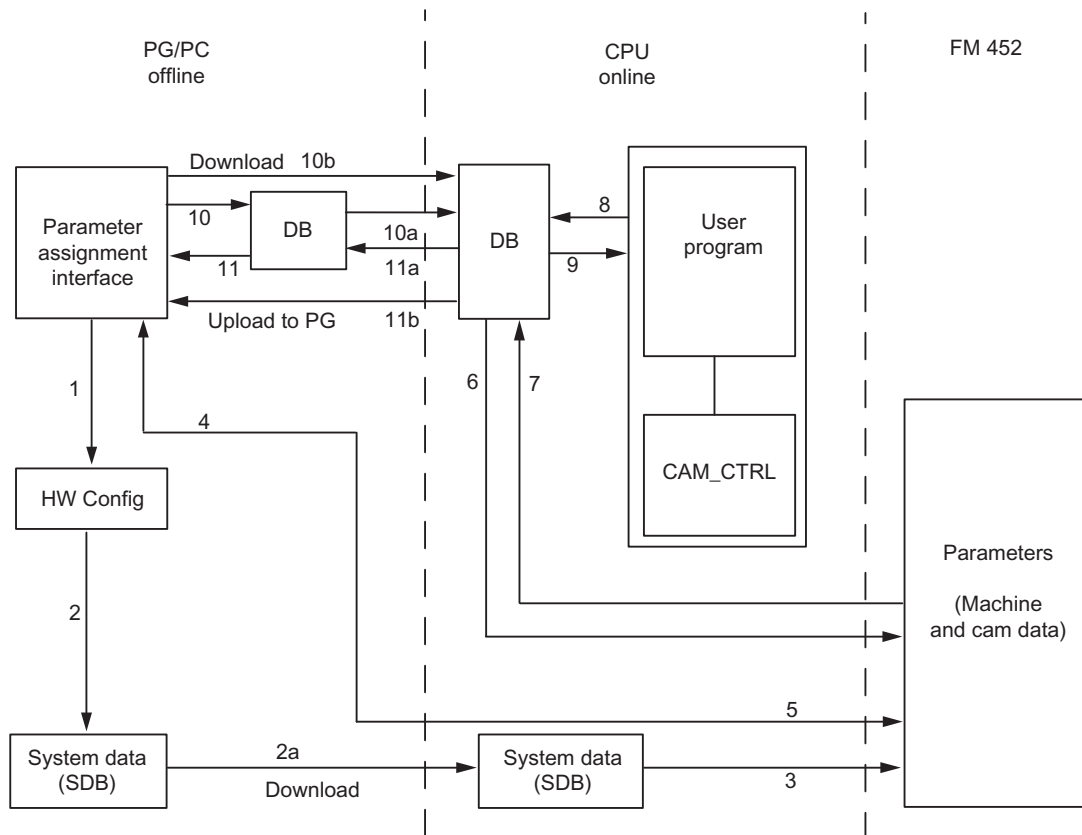 PG/PC
offline
CPU
online
FM 452
Download 10b
10
DB
10a
11
11a
Upload to PG
11b
Parameter
assignment
interface
DB
8
9
User
program
CAM_CTRL
1
4
6
7
HW Config
2
Parameters
(Machine
and cam data)
5
System data
(SDB)
2a
Download
System data
(SDB)
3